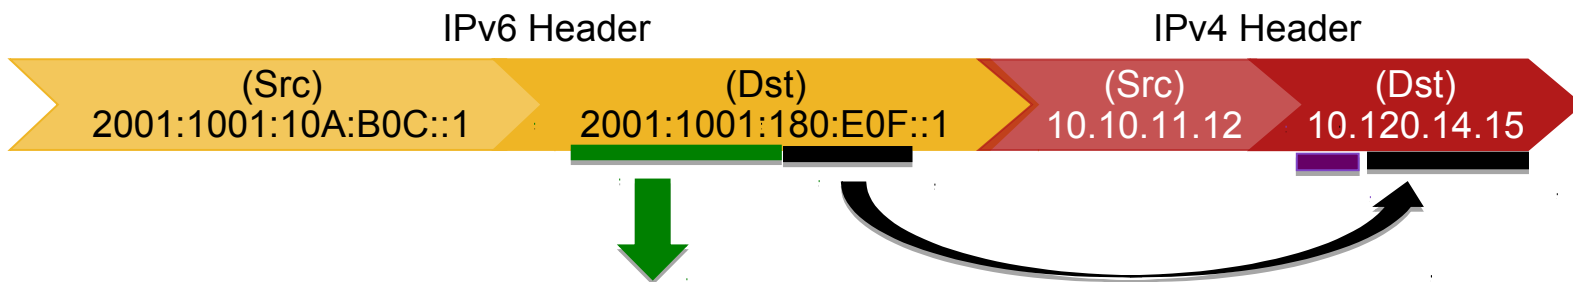 IPv6 Header
IPv4 Header
(Src)
2001:1001:10A:B0C::1
(Dst)
2001:1001:180:E0F::1
(Src)
10.10.11.12
(Dst)
10.120.14.15